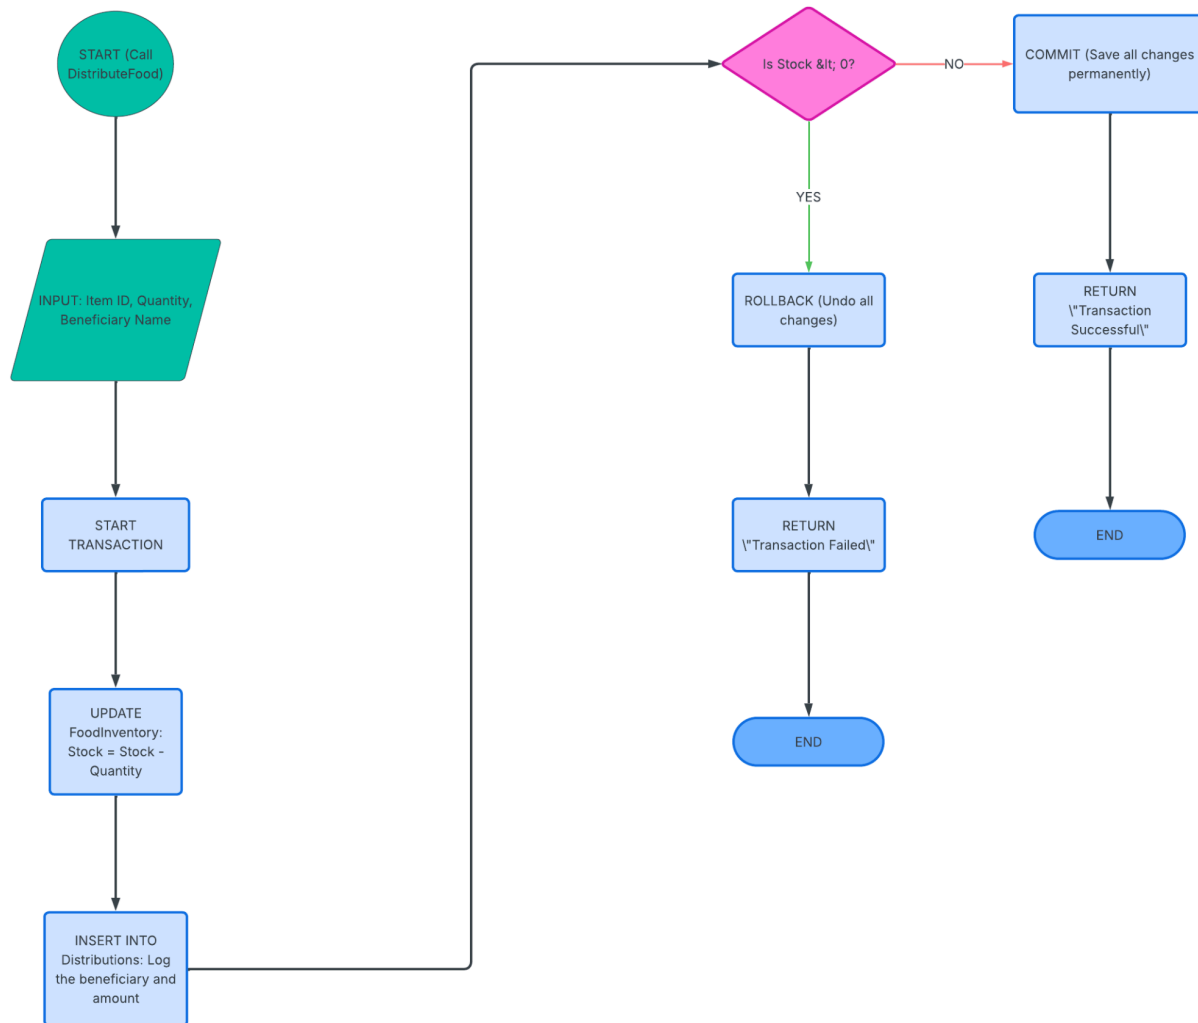 START (Call
DistributeFood)
INPUT: Item ID, Quantity,
Beneficiary Name
START
TRANSACTION
UPDATE
FoodInventory:
Stock = Stock -
Quantity
INSERT INTO
Distributions: Log
the beneficiary and
amount
Is Stock &lt; 0?
NO
YES
COMMIT (Save all changes
permanently)
ROLLBACK (Undo all
changes)
RETURN
\"Transaction
Successful\"
RETURN
\"Transaction Failed\"
END
END